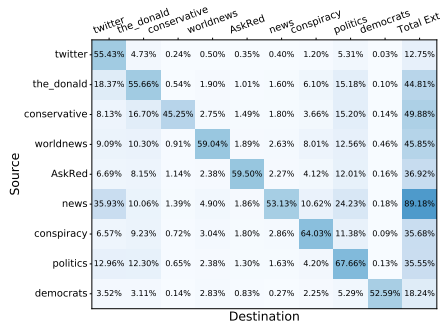 twitter the_donald conservative worldnews AskRed news conspiracy politics democrats Total Ext
twitter 55.43% 4.73% 0.24% 0.50% 0.35% 0.40% 1.20% 5.31% 0.03% 12.75%
the_donald 18.37% 55.66% 0.54% 1.90% 1.01% 1.60% 6.10% 15.18% 0.10% 44.81%
conservative 8.13% 16.70% 45.25% 2.75% 1.49% 1.80% 3.66% 15.20% 0.14% 49.88%
worldnews 9.09% 10.30% 0.91% 59.04% 1.89% 2.63% 8.01% 12.56% 0.46% 45.85%
AskRed 6.69% 8.15% 1.14% 2.38% 59.50% 2.27% 4.12% 12.01% 0.16% 36.92%
news 35.93% 10.06% 1.39% 4.90% 1.86% 53.13% 10.62% 24.23% 0.18% 89.18%
conspiracy 6.57% 9.23% 0.72% 3.04% 1.80% 2.86% 64.03% 11.38% 0.09% 35.68%
politics 12.96% 12.30% 0.65% 2.38% 1.30% 1.63% 4.20% 67.66% 0.13% 35.55%
democrats 3.52% 3.11% 0.14% 2.83% 0.83% 0.27% 2.25% 5.29% 52.59% 18.24%
Source
Destination